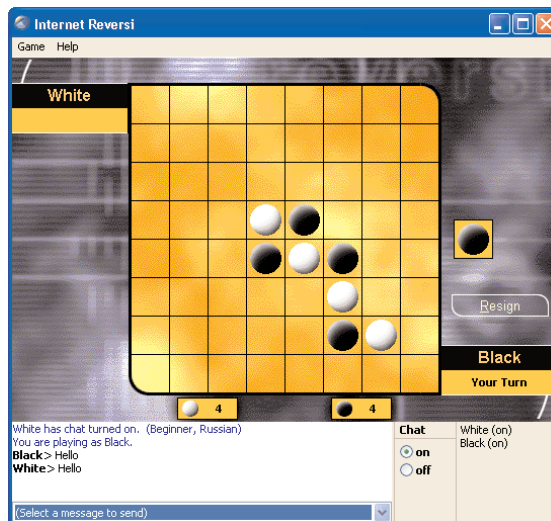 Internet Reversi
Game Help
White
Resign
Black
Your Turn
4
4
White has chat turned on. (Beginner, Russian)
You are playing as Black.
Black> Hello
White> Hello
(Select a message to send)
Chat
on
off
White (on)
Black (on)